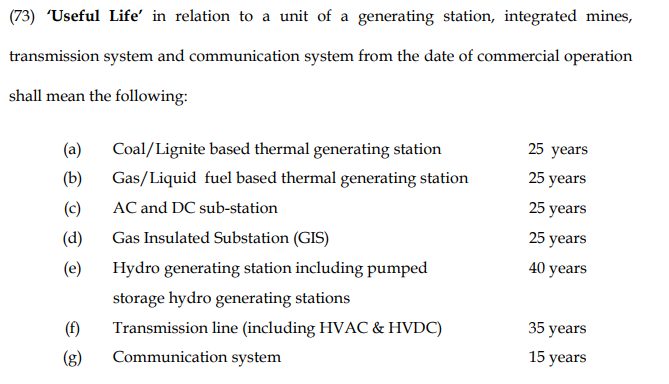 (73) ‘Useful Life’ in relation to a unit of a generating station, integrated mines,
transmission system and communication system from the date of commercial operation
shall mean the following:
(a) Coal/Lignite based thermal generating station 25 years
(b) Gas/Liquid fuel based thermal generating station 25 years
(c) AC and DC sub-station 25 years
(d) Gas Insulated Substation (GIS) 25 years
(e) Hydro generating station including pumped 40 years
storage hydro generating stations
(f) Transmission line (including HVAC & HVDC) 35 years
(g) Communication system 15 years